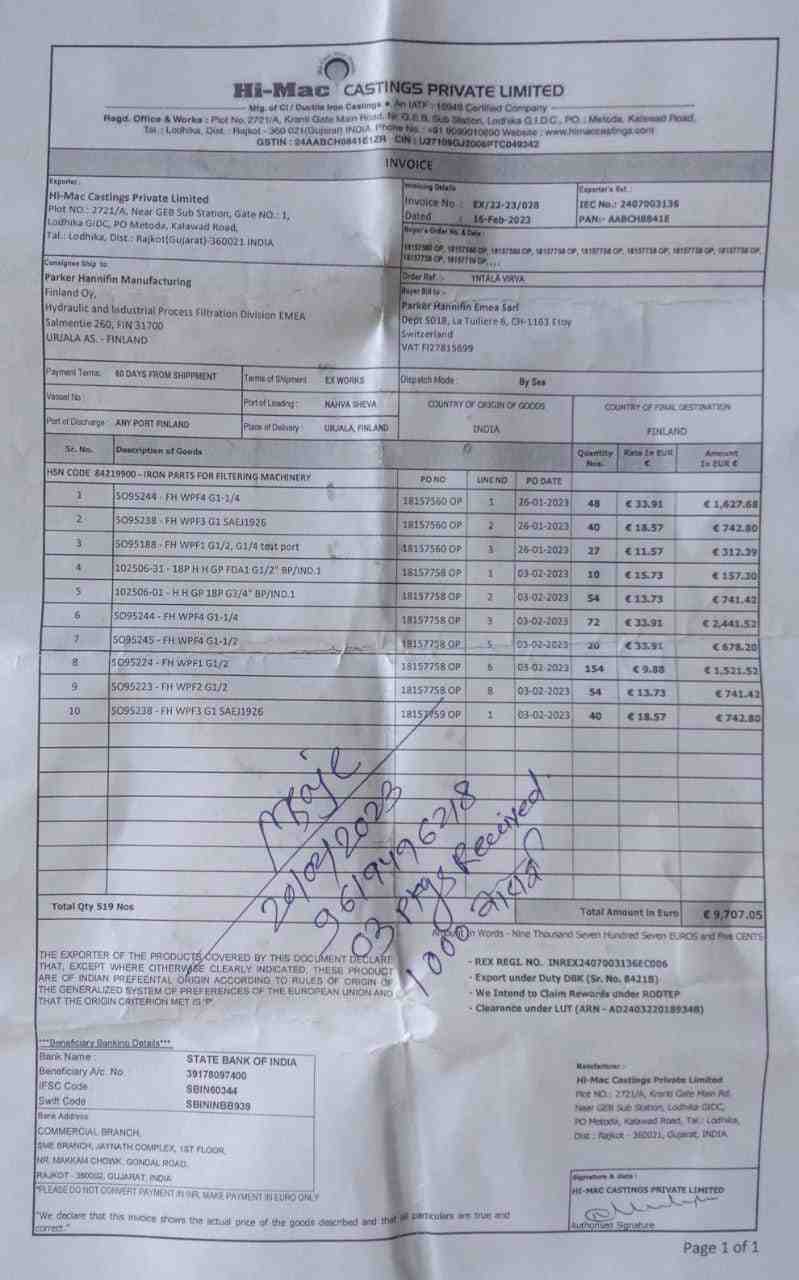 Hi-Mac CASTINGS PRIVATE LIMITED
Mfg. of CI / Ductile Iron Castings • An IATF : 16949 Certified Company
Regd. Office & Works : Plot No. 2721/A, Kranti Gate Main Road, Nr. G.E.B. Sub Station, Lodhika G.I.D.C., PO. : Metoda, Kalawad Road,
Tal. : Lodhika, Dist. : Rajkot - 360 021(Gujarat) INDIA. Phone No. : +91 9099010690 Website : www.himaccastings.com
GSTIN : 24AABCH8841E1ZR CIN : U27109GJ2006PTC049342
INVOICE
Exporter :
Hi-Mac Castings Private Limited
Plot NO.: 2721/A, Near GEB Sub Station, Gate NO.: 1,
Lodhika GIDC, PO Metoda, Kalawad Road,
Tal.: Lodhika, Dist.: Rajkot(Gujarat)-360021 INDIA
Invoicing Details
Invoice No : EX/22-23/028
Dated : 16-Feb-2023
Exporter's Ref. :
IEC No.: 2407003136
PAN:- AABCH8841E
Buyer's Order No. & Date :
18157560 OP, 18157560 OP, 18157560 OP, 18157758 OP, 18157758 OP, 18157758 OP, 18157758 OP,
18157758 OP, 18157759 OP, , , ,
Order Ref :- YNTALA VIRVA
Consignee Ship to:
Parker Hannifin Manufacturing
Finland Oy,
Hydraulic and Industrial Process Filtration Division EMEA
Salmentie 260, FIN 31700
URJALA AS. - FINLAND
Buyer Bill to :-
Parker Hannifin Emea Sarl
Dept 5018, La Tuiliere 6, CH-1163 Etoy
Switzerland
VAT FI27815699
Payment Terms: 60 DAYS FROM SHIPPMENT
Terms of Shipment EX WORKS
Dispatch Mode : By Sea
Vessel No :
Port of Loading : NAHVA SHEVA
COUNTRY OF ORIGIN OF GOODS
COUNTRY OF FINAL DESTINATION
Port of Discharge : ANY PORT FINLAND
Place of Delivery : URJALA, FINLAND
INDIA
FINLAND
Sr. No. Description of Goods Quantity Nos. Rate In EUR € Amount In EUR €
HSN CODE 84219900 - IRON PARTS FOR FILTERING MACHINERY PO NO LINE NO PO DATE
1 SO95244 - FH WPF4 G1-1/4 18157560 OP 1 26-01-2023 48 € 33.91 € 1,627.68
2 SO95238 - FH WPF3 G1 SAEJ1926 18157560 OP 2 26-01-2023 40 € 18.57 € 742.80
3 SO95188 - FH WPF1 G1/2, G1/4 test port 18157560 OP 3 26-01-2023 27 € 11.57 € 312.39
4 102506-31 - 18P H H GP FDA1 G1/2" BP/IND.1 18157758 OP 1 03-02-2023 10 € 15.73 € 157.30
5 102506-01 - H H GP 1BP G3/4" BP/IND.1 18157758 OP 2 03-02-2023 54 € 13.73 € 741.42
6 SO95244 - FH WPF4 G1-1/4 18157758 OP 3 03-02-2023 72 € 33.91 € 2,441.52
7 SO95245 - FH WPF4 G1-1/2 18157758 OP 5 03-02-2023 20 € 33.91 € 678.20
8 SO95224 - FH WPF1 G1/2 18157758 OP 6 03-02-2023 154 € 9.88 € 1,521.52
9 SO95223 - FH WPF2 G1/2 18157758 OP 8 03-02-2023 54 € 13.73 € 741.42
10 SO95238 - FH WPF3 G1 SAEJ1926 18157759 OP 1 03-02-2023 40 € 18.57 € 742.80
20/02/2023
9619496218
03 Pkgs Received
Total Qty 519 Nos
Total Amount in Euro € 9,707.05
Amount in Words - Nine Thousand Seven Hundred Seven EUROS and Five CENTS
THE EXPORTER OF THE PRODUCTS COVERED BY THIS DOCUMENT DECLARE
THAT, EXCEPT WHERE OTHERWISE CLEARLY INDICATED, THESE PRODUCT
ARE OF INDIAN PREFECNTAL ORIGIN ACCORDING TO RULES OF ORIGIN OF
THE GENERALIZED SYSTEM OF PREFERENCES OF THE EUROPEAN UNION AND
THAT THE ORIGIN CRITERION MET IS 'P'.
- REX REGL NO. INREX2407003136EC006
- Export under Duty DBK (Sr. No. 8421B)
- We Intend to Claim Rewards under RODTEP
- Clearance under LUT (ARN - AD240322018934B)
***Beneficiary Banking Details***
Bank Name : STATE BANK OF INDIA
Beneficiary A/c. No 39178097400
IFSC Code SBIN60344
Swift Code SBININBB939
Bank Address
COMMERCIAL BRANCH,
SME BRANCH, JAYNATH COMPLEX, 1ST FLOOR,
NR. MAKKAM CHOWK, GONDAL ROAD,
RAJKOT - 360002, GUJARAT, INDIA
*PLEASE DO NOT CONVERT PAYMENT IN INR, MAKE PAYMENT IN EURO ONLY
Manufacturer :-
Hi-Mac Castings Private Limited
Plot NO.: 2721/A, Kranti Gate Main Rd.
Near GEB Sub Station, Lodhika GIDC,
PO Metoda, Kalawad Road, Tal.: Lodhika,
Dist.: Rajkot - 360021, Gujarat, INDIA
Signature & Date :
HI-MAC CASTINGS PRIVATE LIMITED
Authorised Signature
"We declare that this invoice shows the actual price of the goods described and that all particulars are true and
correct."
Page 1 of 1